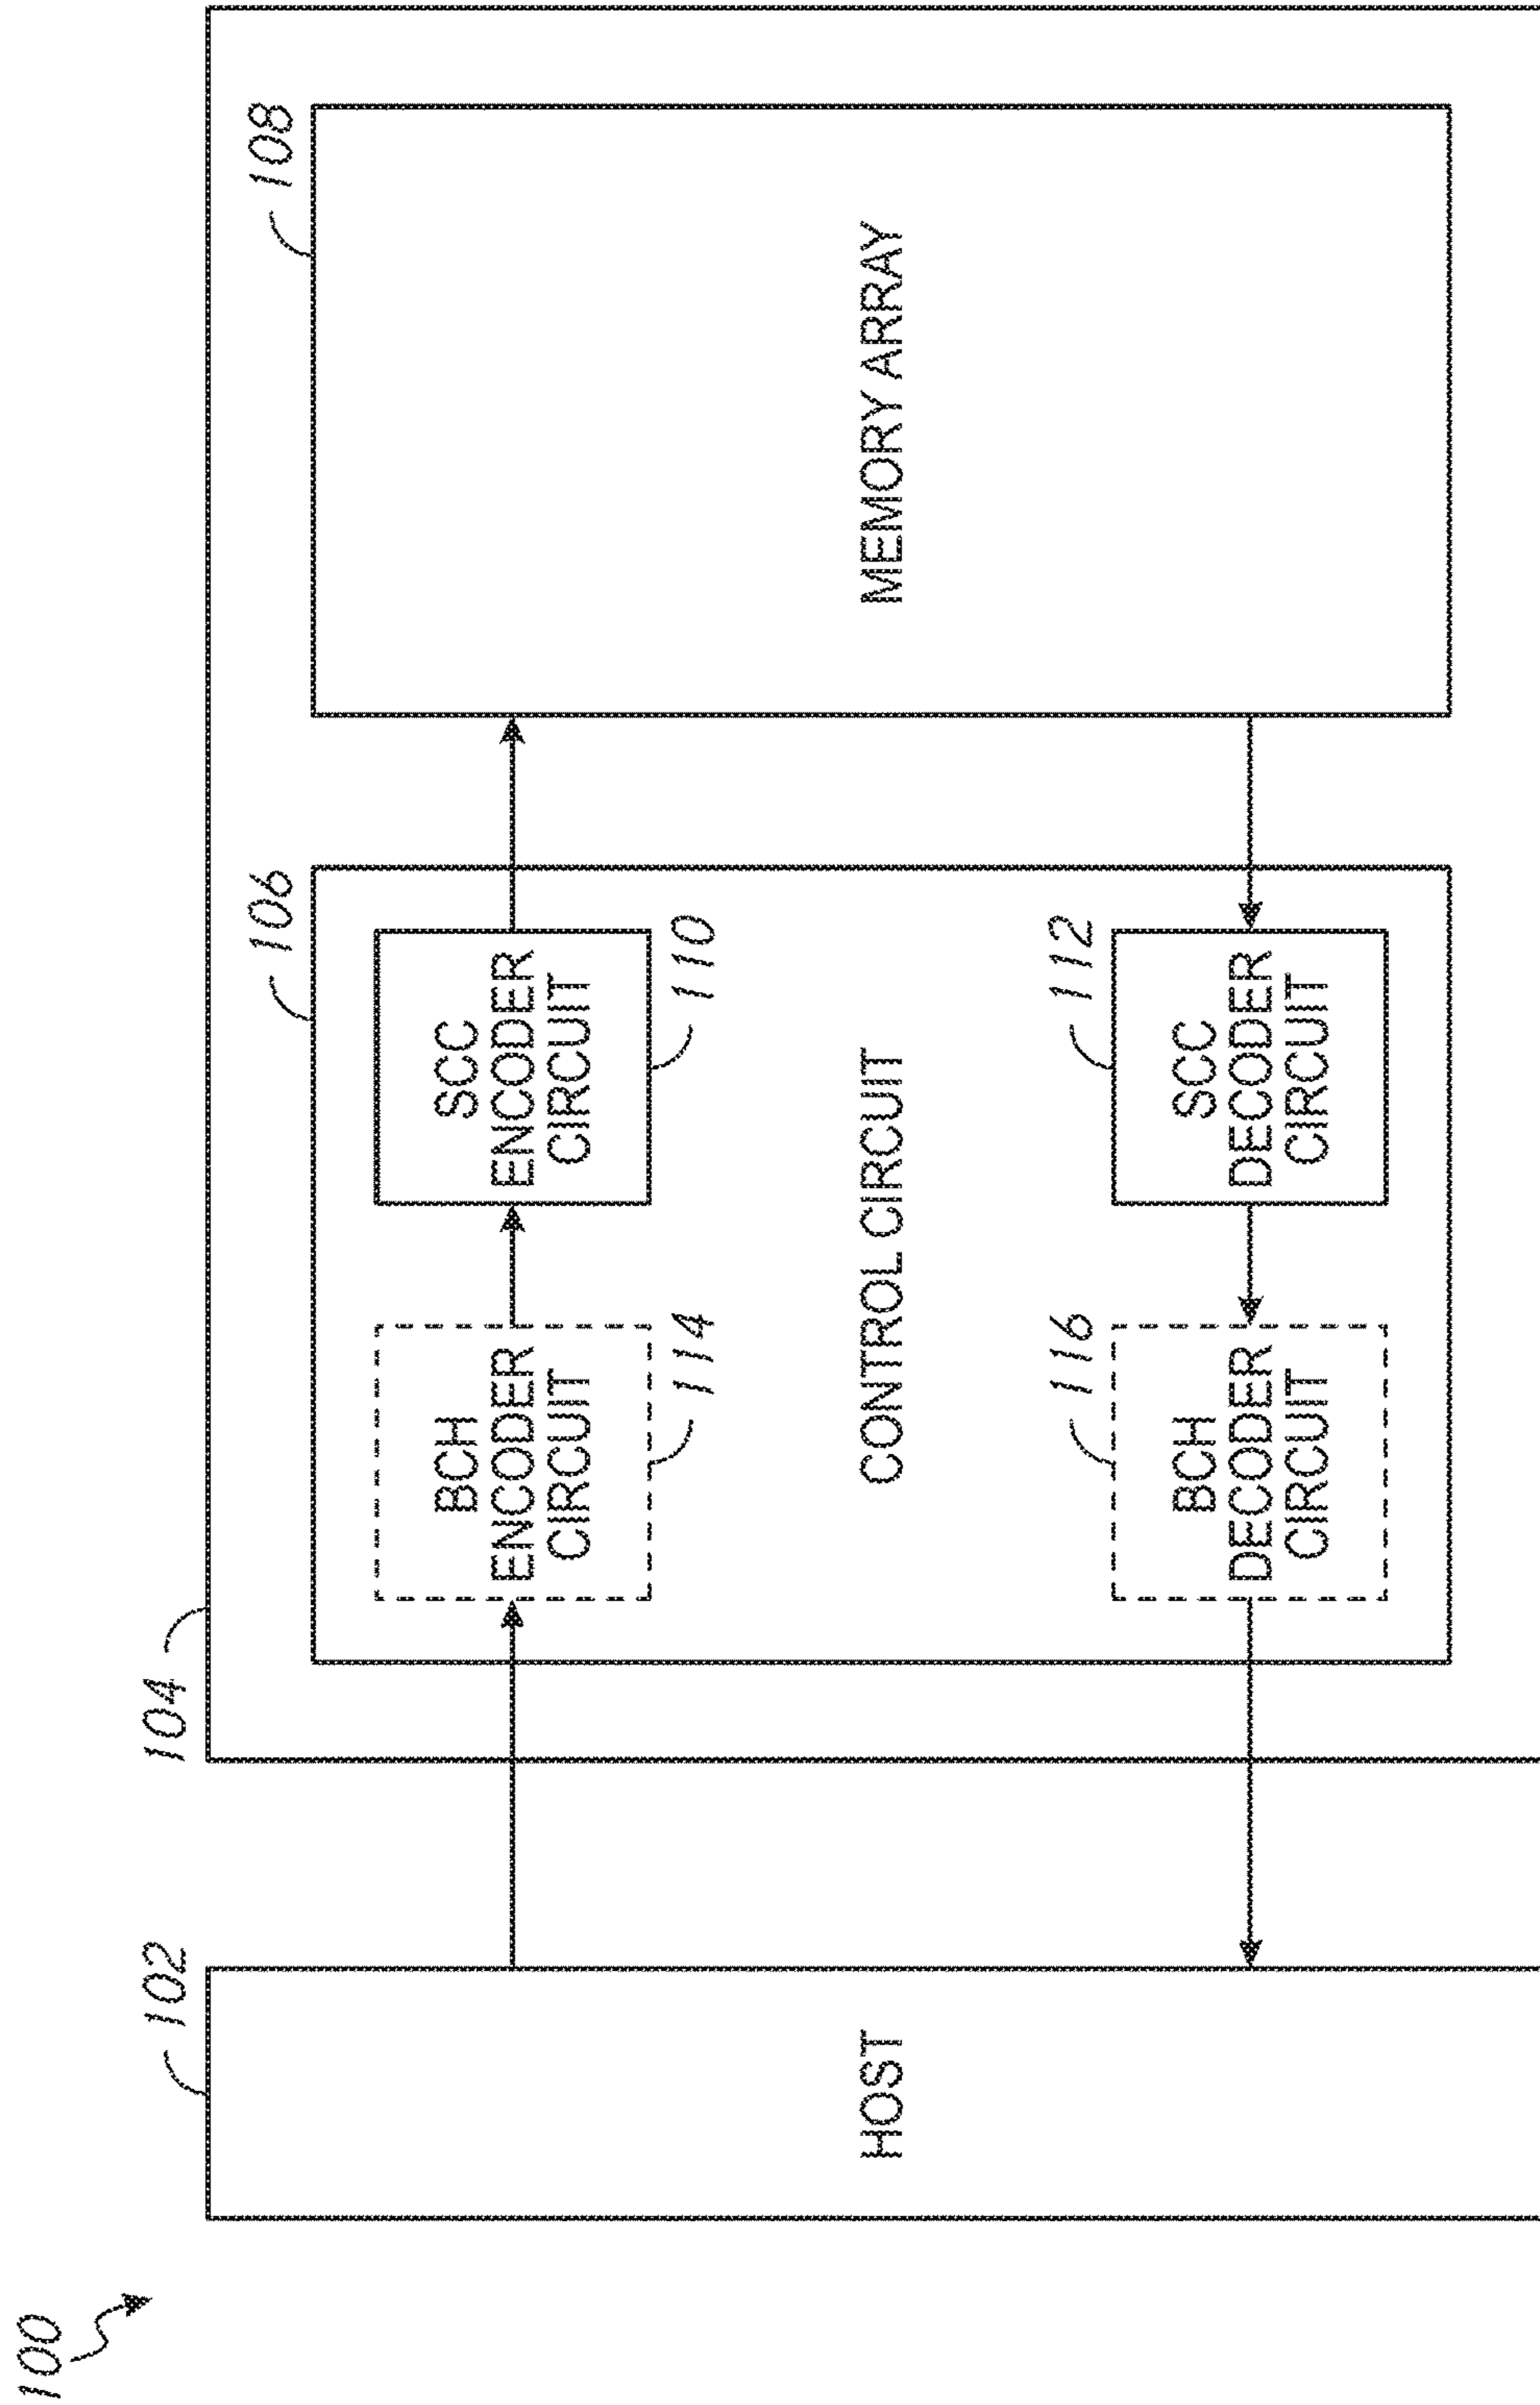 100
102
HOST
104
106
BCH
ENCODER
CIRCUIT
114
SCC
ENCODER
CIRCUIT
110
CONTROL CIRCUIT
116
BCH
DECODER
CIRCUIT
112
SCC
DECODER
CIRCUIT
108
MEMORY ARRAY